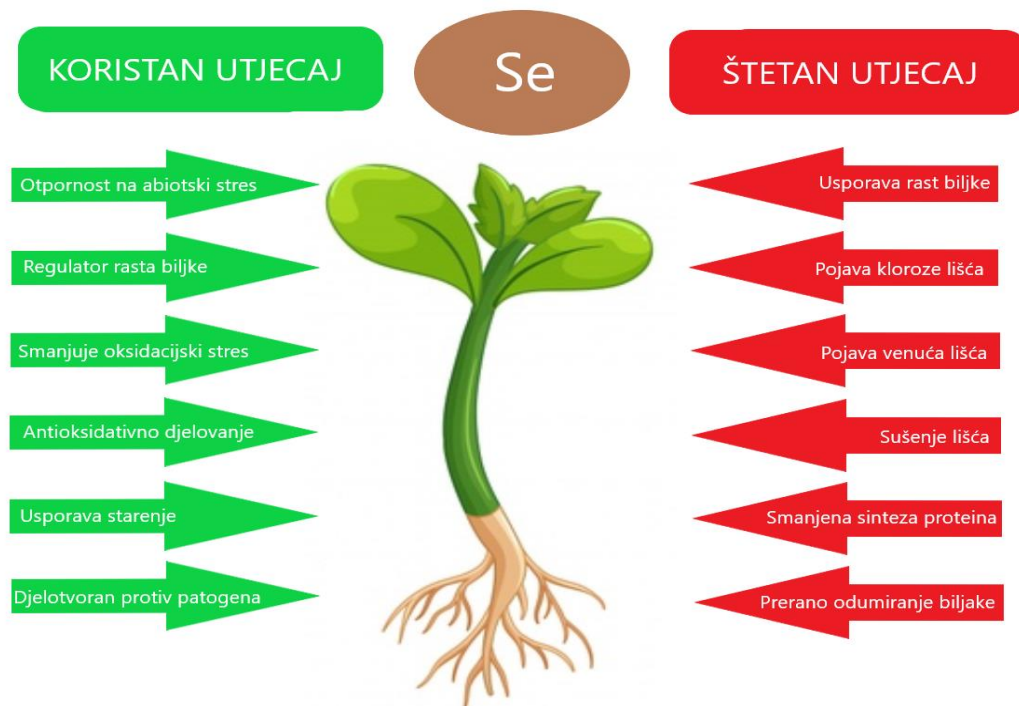 KORISTAN UTJECAJ
Se
ŠTETAN UTJECAJ
Otpornost na abiotski stres
Regulator rasta biljke
Smanjuje oksidacijski stres
Antioksidativno djelovanje
Usporava starenje
Djelotvoran protiv patogena
Usporava rast biljke
Pojava kloroze lišća
Pojava venuća lišća
Sušenje lišća
Smanjena sinteza proteina
Prerano odumiranje biljake